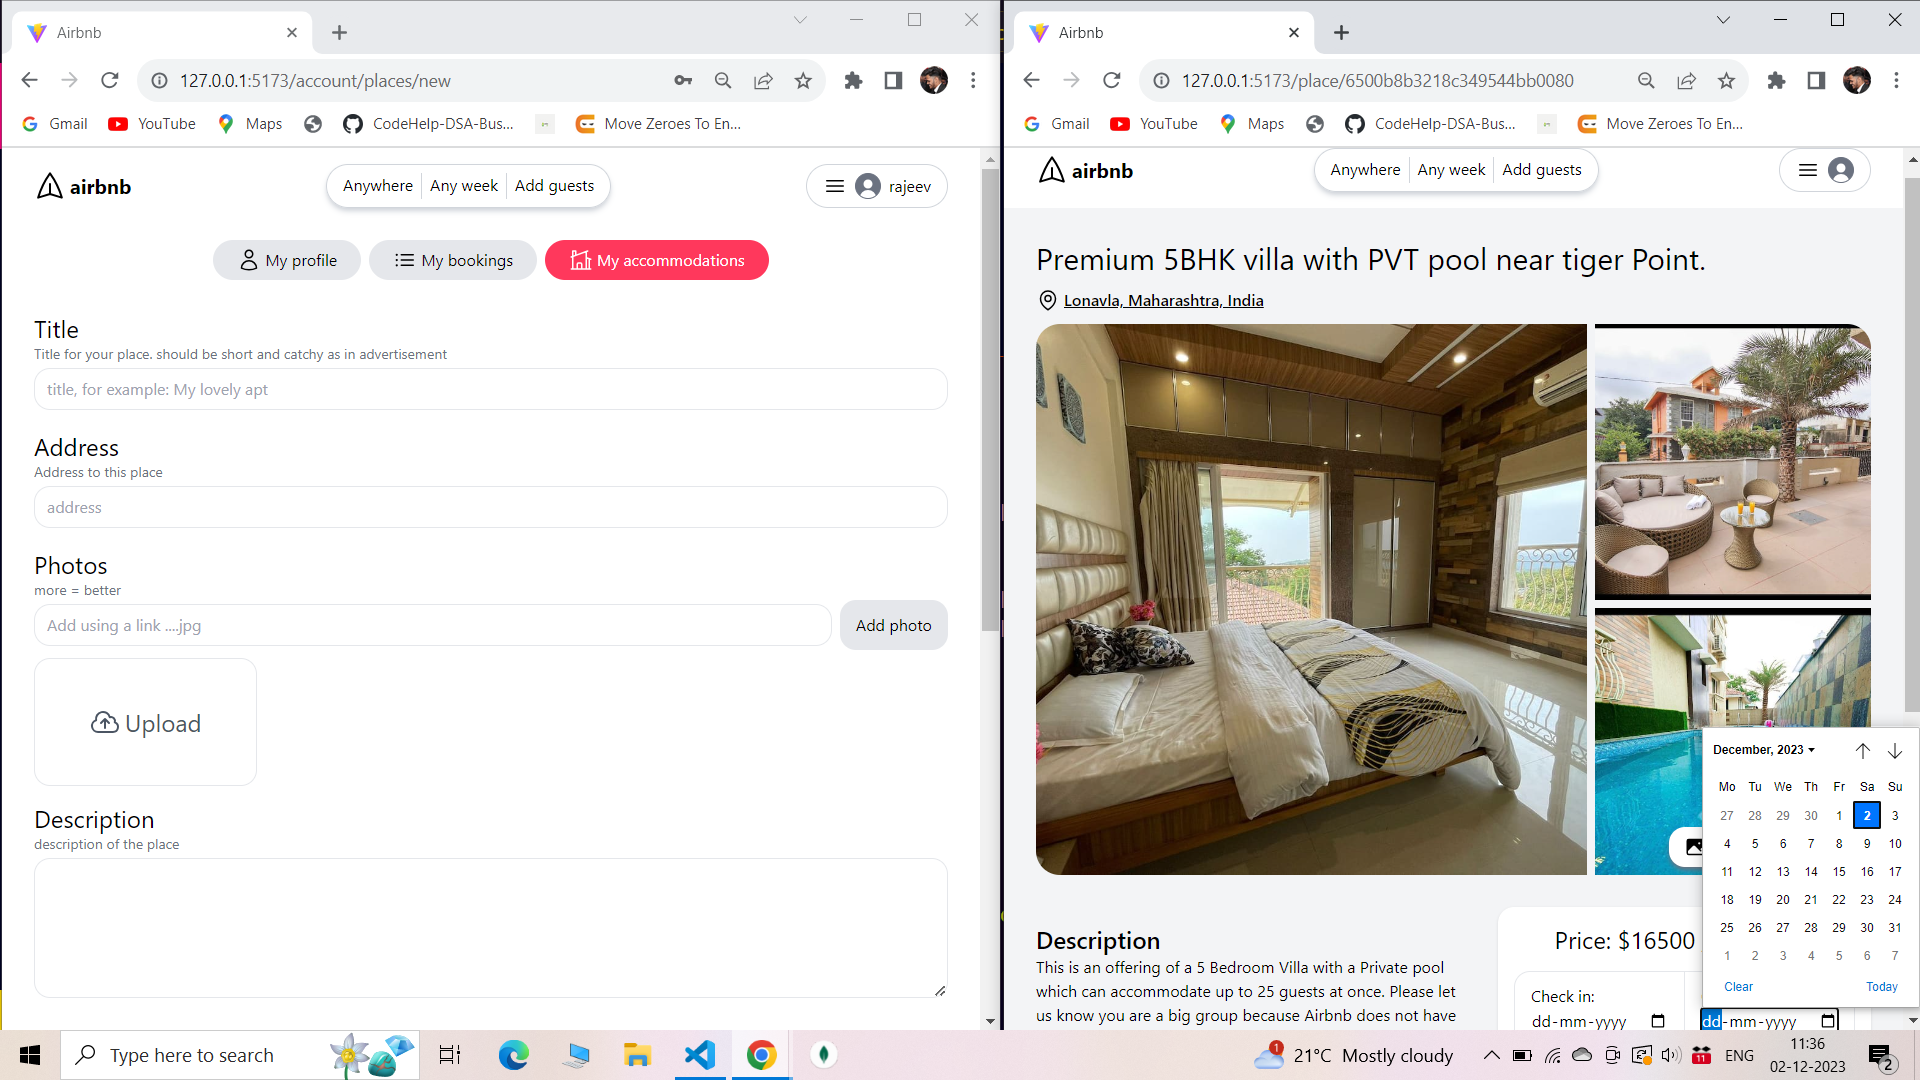 Airbnb
127.0.0.1:5173/account/places/new
Gmail YouTube Maps CodeHelp-DSA-Bus... Move Zeroes To En...
airbnb
Anywhere Any week Add guests
rajeev
My profile My bookings My accommodations
Title
Title for your place. should be short and catchy as in advertisement
title, for example: My lovely apt
Address
Address to this place
address
Photos
more = better
Add using a link ....jpg
Add photo
Upload
Description
description of the place
Airbnb
127.0.0.1:5173/place/6500b8b3218c349544bb0080
Gmail YouTube Maps CodeHelp-DSA-Bus... Move Zeroes To En...
airbnb
Anywhere Any week Add guests
Premium 5BHK villa with PVT pool near tiger Point.
Lonavla, Maharashtra, India
December, 2023
Mo Tu We Th Fr Sa Su
27 28 29 30 1 2 3
4 5 6 7 8 9 10
11 12 13 14 15 16 17
18 19 20 21 22 23 24
25 26 27 28 29 30 31
1 2 3 4 5 6 7
Clear Today
Description
This is an offering of a 5 Bedroom Villa with a Private pool
which can accommodate up to 25 guests at once. Please let
us know you are a big group because Airbnb does not have
Price: $16500
Check in:
dd-mm-yyyy
dd-mm-yyyy
Type here to search
1
21°C Mostly cloudy
11
ENG
11:36
02-12-2023
2